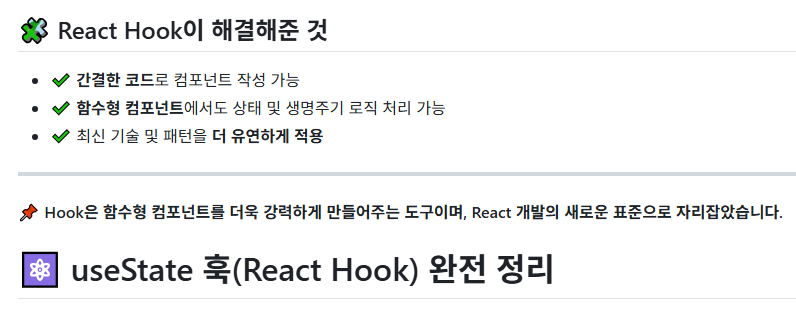 🧩 React Hook이 해결해준 것
✔ 간결한 코드로 컴포넌트 작성 가능
✔ 함수형 컴포넌트에서도 상태 및 생명주기 로직 처리 가능
✔ 최신 기술 및 패턴을 더 유연하게 적용
📌 Hook은 함수형 컴포넌트를 더욱 강력하게 만들어주는 도구이며, React 개발의 새로운 표준으로 자리잡았습니다.
⚛ useState 훅(React Hook) 완전 정리